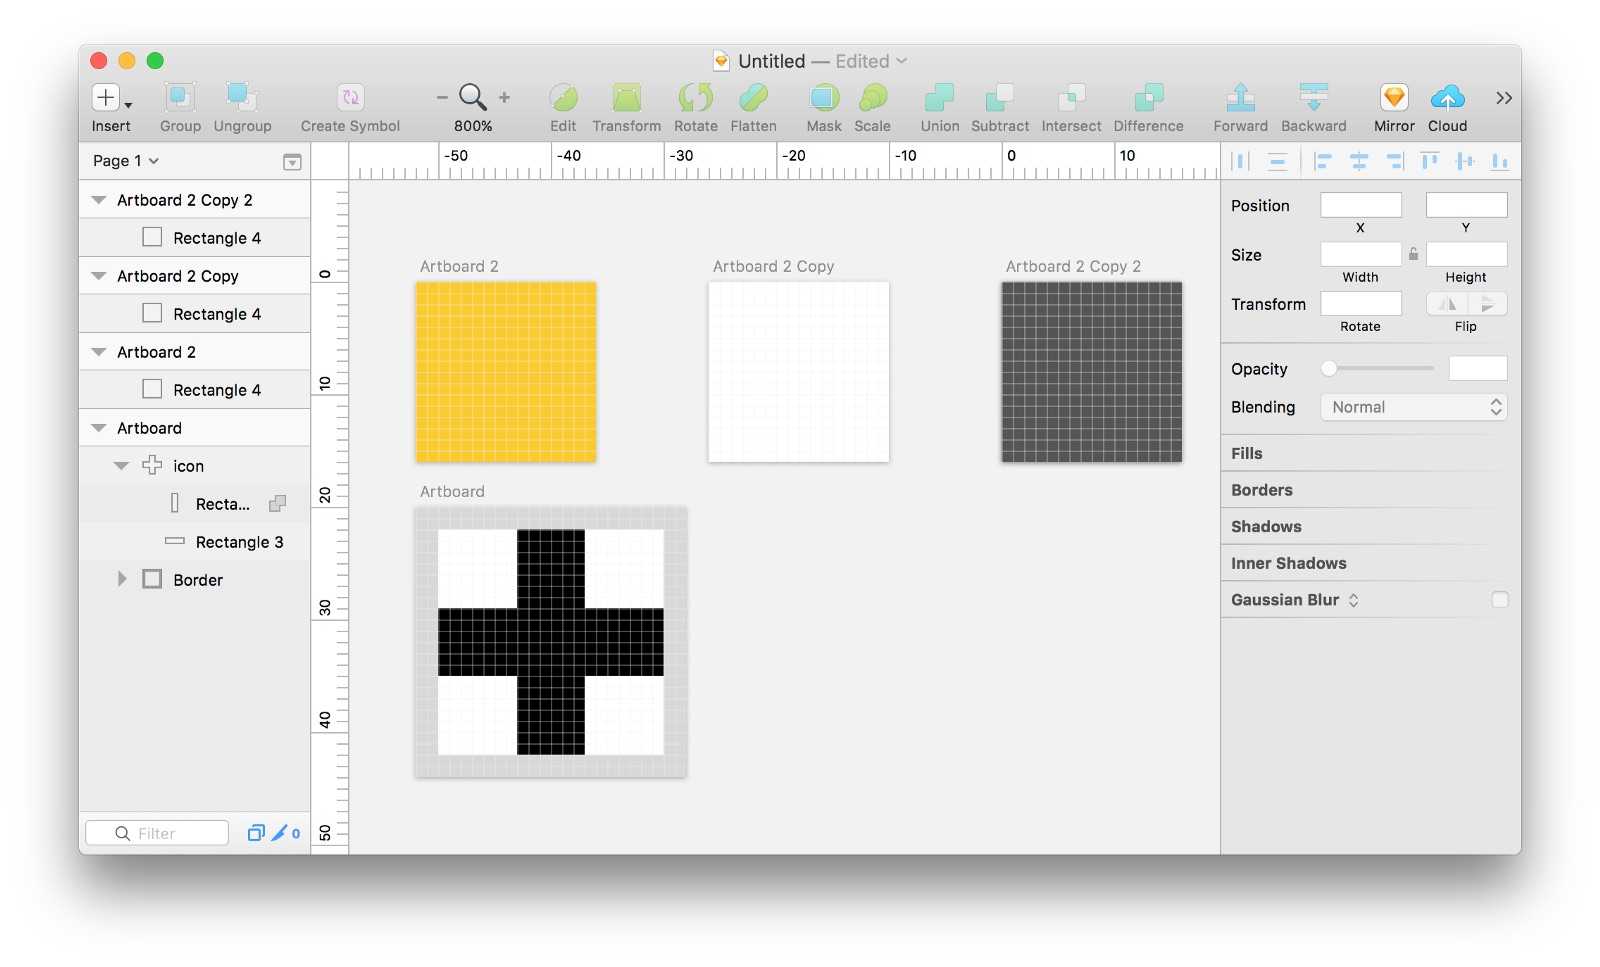 Untitled — Edited
Insert Group Ungroup Create Symbol 800% Edit Transform Rotate Flatten Mask Scale Union Subtract Intersect Difference Forward Backward Mirror Cloud
Page 1
-50 -40 -30 -20 -10 0 10
Artboard 2 Copy 2
Rectangle 4
Artboard 2 Copy
Rectangle 4
Artboard 2
Rectangle 4
Artboard
icon
Recta...
Rectangle 3
Border
Filter
0
0
10
20
30
40
50
Artboard 2
Artboard 2 Copy
Artboard 2 Copy 2
Artboard
Position
X Y
Size
Width Height
Transform
Rotate Flip
Opacity
Blending Normal
Fills
Borders
Shadows
Inner Shadows
Gaussian Blur